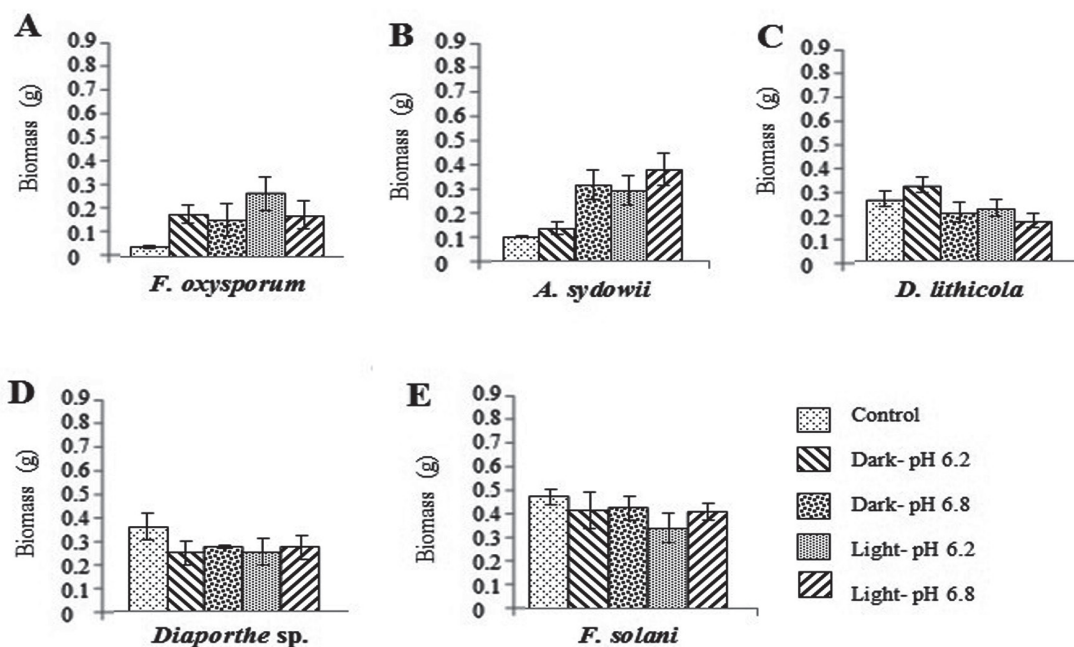 A
Biomass (g)
0.9
0.8
0.7
0.6
0.5
0.4
0.3
0.2
0.1
0
F. oxysporum
B
Biomass (g)
0.9
0.8
0.7
0.6
0.5
0.4
0.3
0.2
0.1
0
A. sydowii
C
Biomass (g)
0.9
0.8
0.7
0.6
0.5
0.4
0.3
0.2
0.1
0
D. lithicola
D
Biomass (g)
0.9
0.8
0.7
0.6
0.5
0.4
0.3
0.2
0.1
0
Diaporthe sp.
E
Biomass (g)
0.9
0.8
0.7
0.6
0.5
0.4
0.3
0.2
0.1
0
F. solani
Control
Dark- pH 6.2
Dark- pH 6.8
Light- pH 6.2
Light- pH 6.8